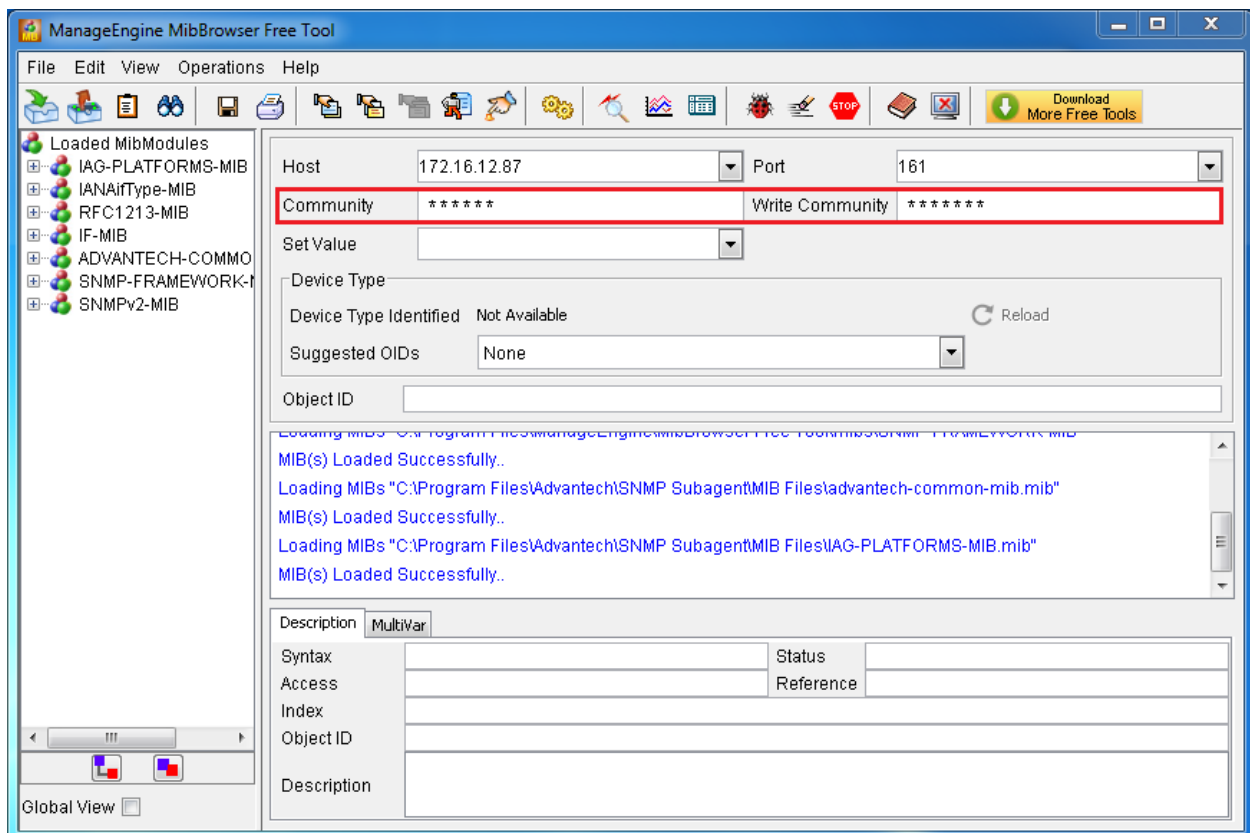 ManageEngine MibBrowser Free Tool
File Edit View Operations Help
Download
More Free Tools
Loaded MibModules
IAG-PLATFORMS-MIB
IANAifType-MIB
RFC1213-MIB
IF-MIB
ADVANTECH-COMMO
SNMP-FRAMEWORK-
SNMPv2-MIB
Global View
Host 172.16.12.87 Port 161
Community ****** Write Community *******
Set Value
Device Type
Device Type Identified Not Available Reload
Suggested OIDs None
Object ID
MIB(s) Loaded Successfully..
Loading MIBs "C:\Program Files\Advantech\SNMP Subagent\MIB Files\advantech-common-mib.mib"
MIB(s) Loaded Successfully..
Loading MIBs "C:\Program Files\Advantech\SNMP Subagent\MIB Files\IAG-PLATFORMS-MIB.mib"
MIB(s) Loaded Successfully..
Description MultiVar
Syntax Status
Access Reference
Index
Object ID
Description